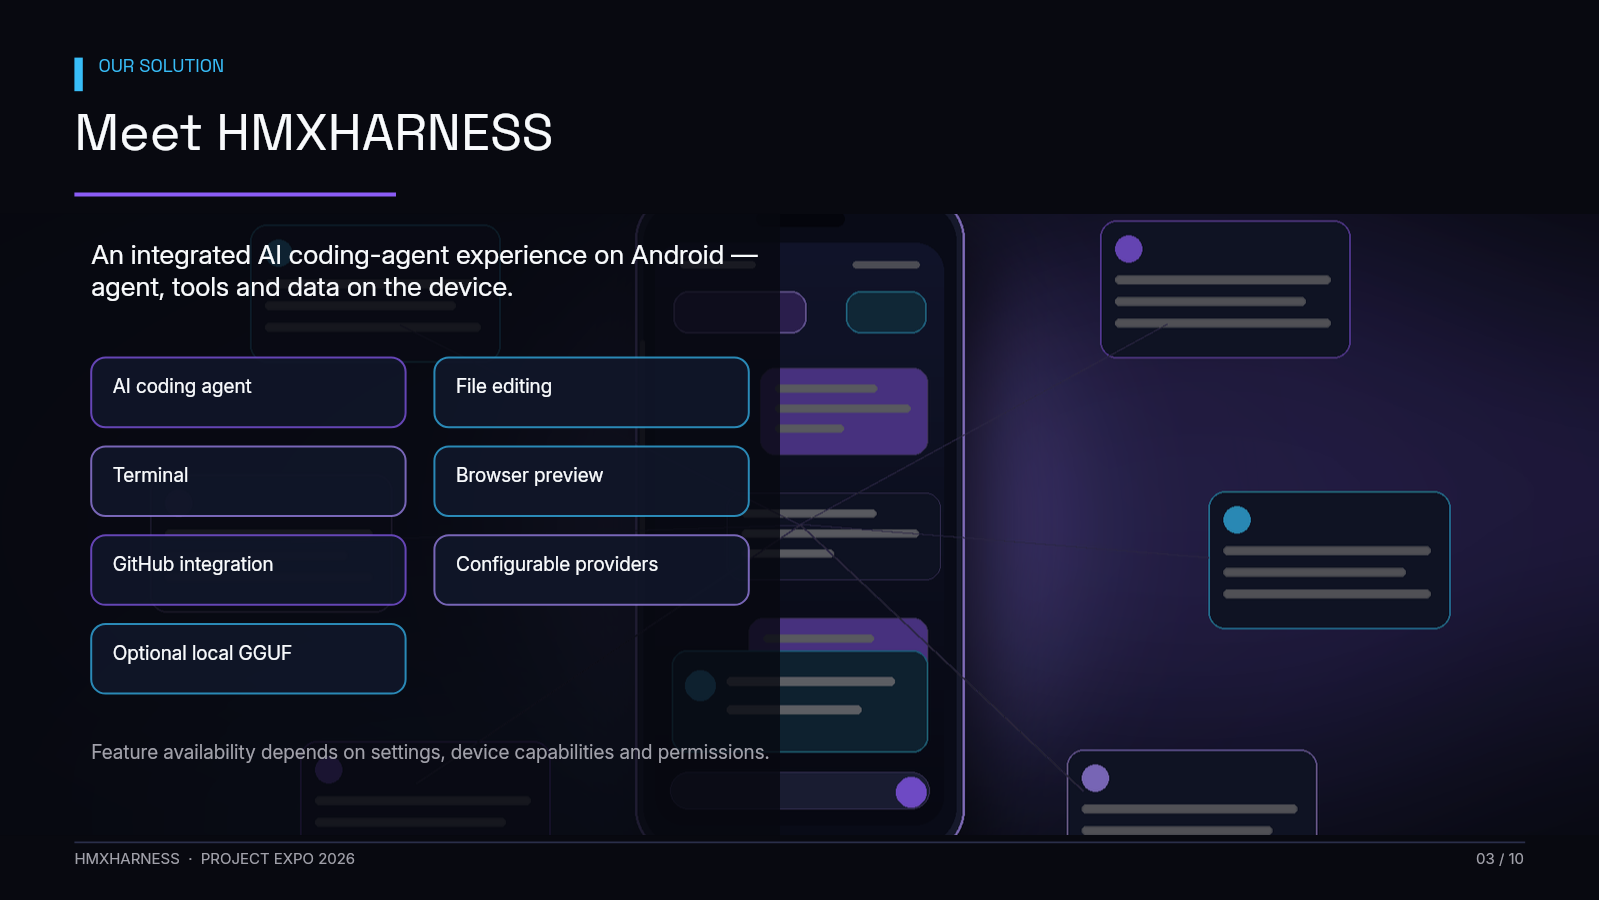 OUR SOLUTION
Meet HMXHARNESS
An integrated AI coding-agent experience on Android —
agent, tools and data on the device.
AI coding agent
File editing
Terminal
Browser preview
GitHub integration
Configurable providers
Optional local GGUF
Feature availability depends on settings, device capabilities and permissions.
HMXHARNESS · PROJECT EXPO 2026
03 / 10